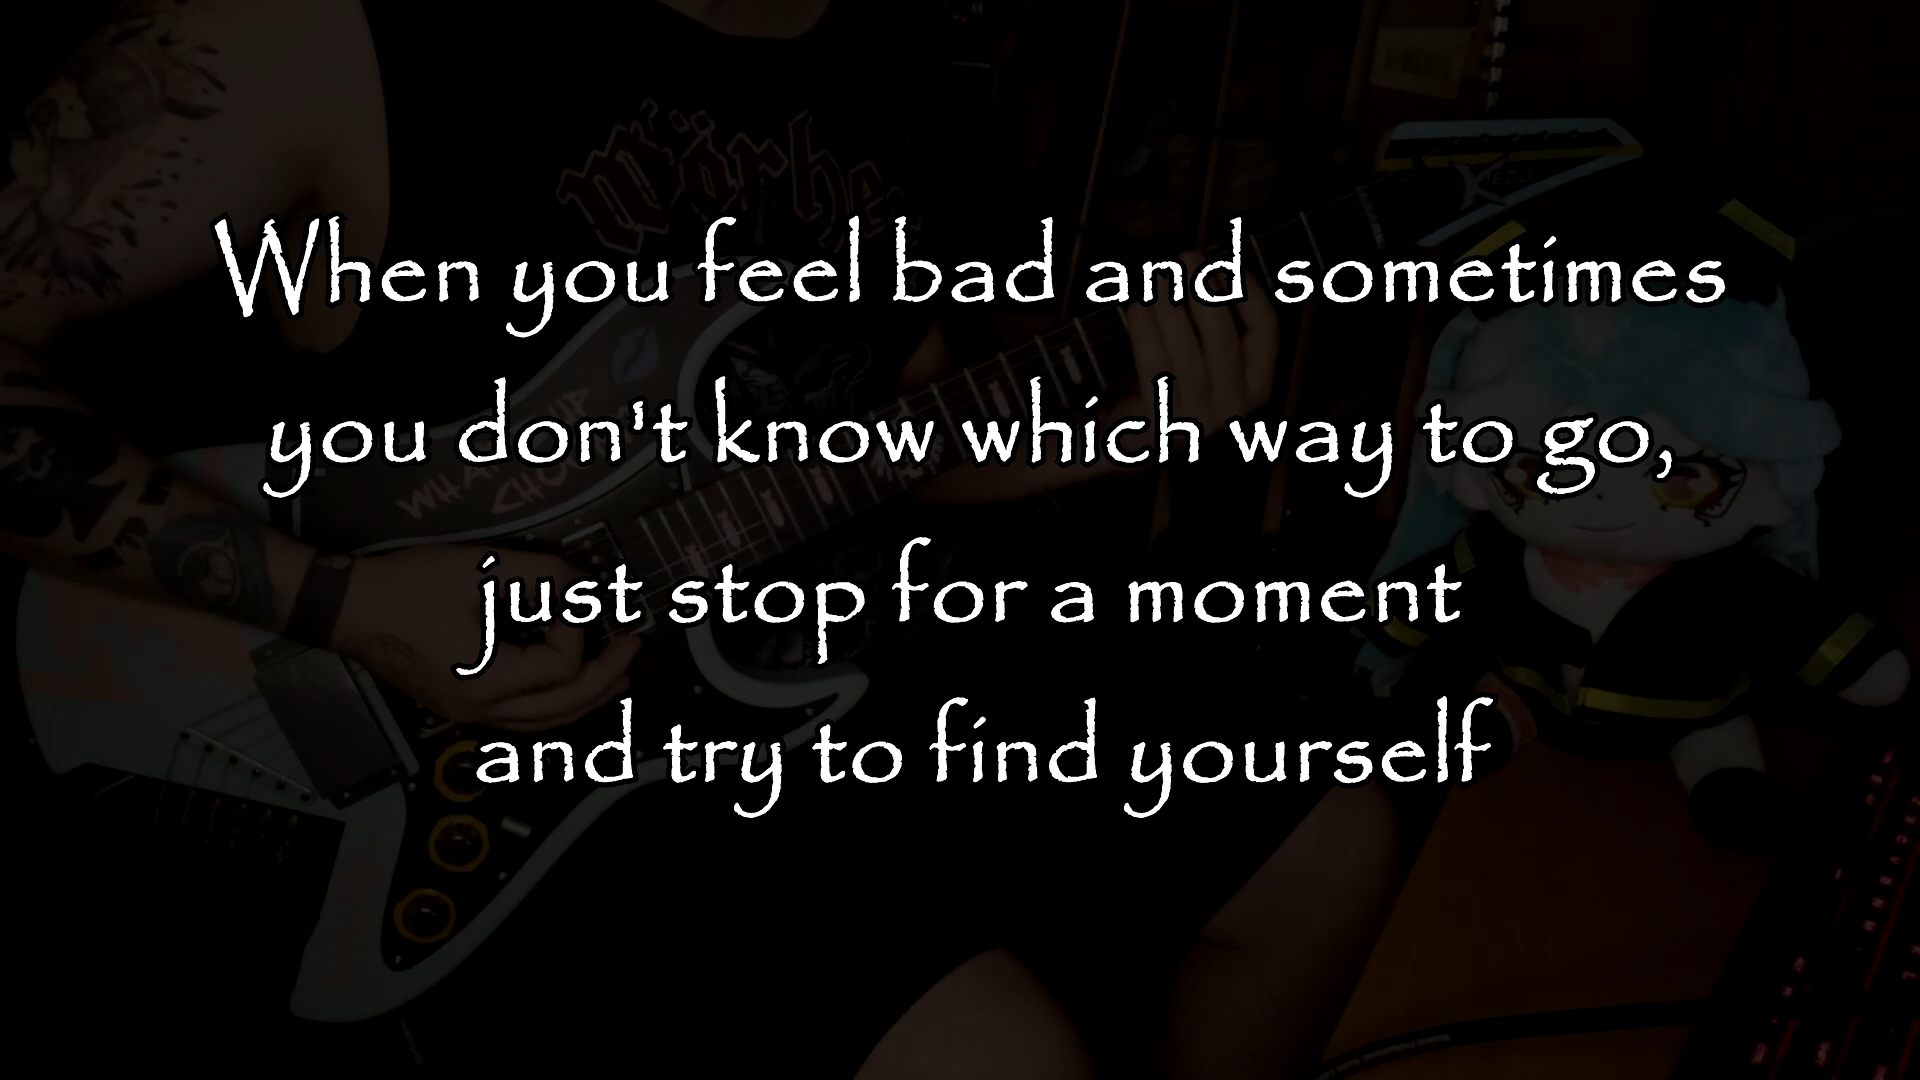 When you feel bad and sometimes
you don't know which way to go,
just stop for a moment
and try to find yourself